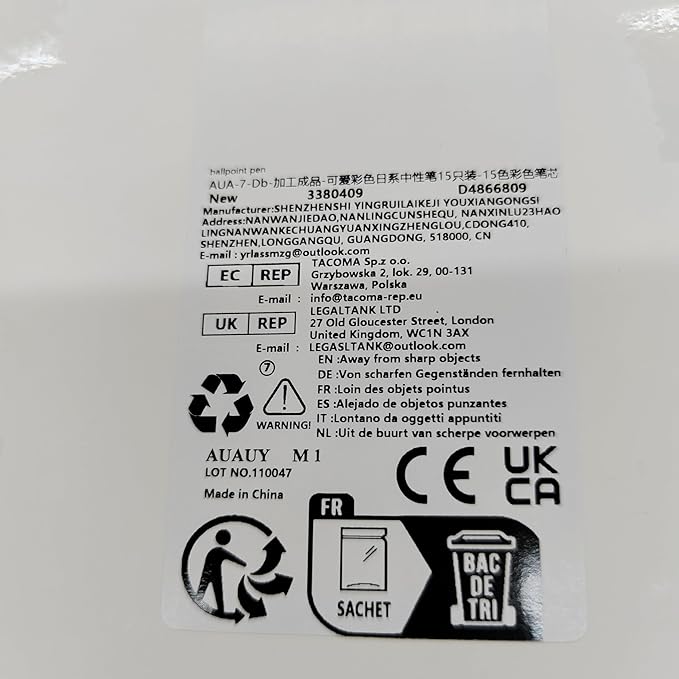 ballpoint pen
AUA-7-Db-加工成品-可爱彩色日系中性笔15只装-15色彩色笔芯
New 3380409 D4866809
Manufacturer:SHENZHENSHI YINGRUILAIKEJI YOUXIANGONGSI
Address:NANWANJIEDAO,NANLINGCUNSHEQU, NANXINLU23HAO
LINGNANWANKECHUANGYUANXINGZHENGLOU,CDONG410,
SHENZHEN,LONGGANGQU, GUANGDONG, 518000, CN
E-mail : yrlassmzg@outlook.com
EC REP
TACOMA Sp.z o.o.
Grzybowska 2, lok. 29, 00-131
Warszawa, Polska
E-mail : info@tacoma-rep.eu
UK REP
LEGALTANK LTD
27 Old Gloucester Street, London
United Kingdom, WC1N 3AX
E-mail : LEGASLTANK@outlook.com
7
WARNING!
EN :Away from sharp objects
DE :Von scharfen Gegenständen fernhalten
FR :Loin des objets pointus
ES :Alejado de objetos punzantes
IT :Lontano da oggetti appuntiti
NL :Uit de buurt van scherpe voorwerpen
AUAUY M 1
LOT NO.110047
Made in China
CE
UK
CA
FR
SACHET
BAC
DE
TRI